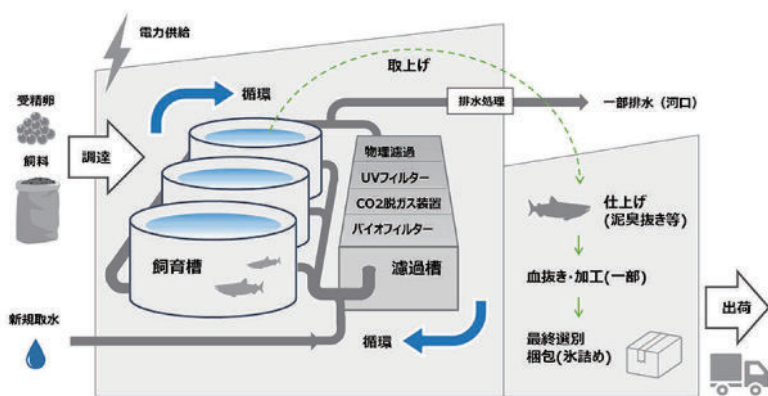 電力供給
受精卵
飼料
調達
循環
取上げ
排水処理
一部排水（河口）
物理濾過
UVフィルター
CO2脱ガス装置
バイオフィルター
濾過槽
飼育槽
新規取水
循環
仕上げ
(泥臭抜き等)
血抜き・加工(一部)
最終選別
梱包(氷詰め)
出荷